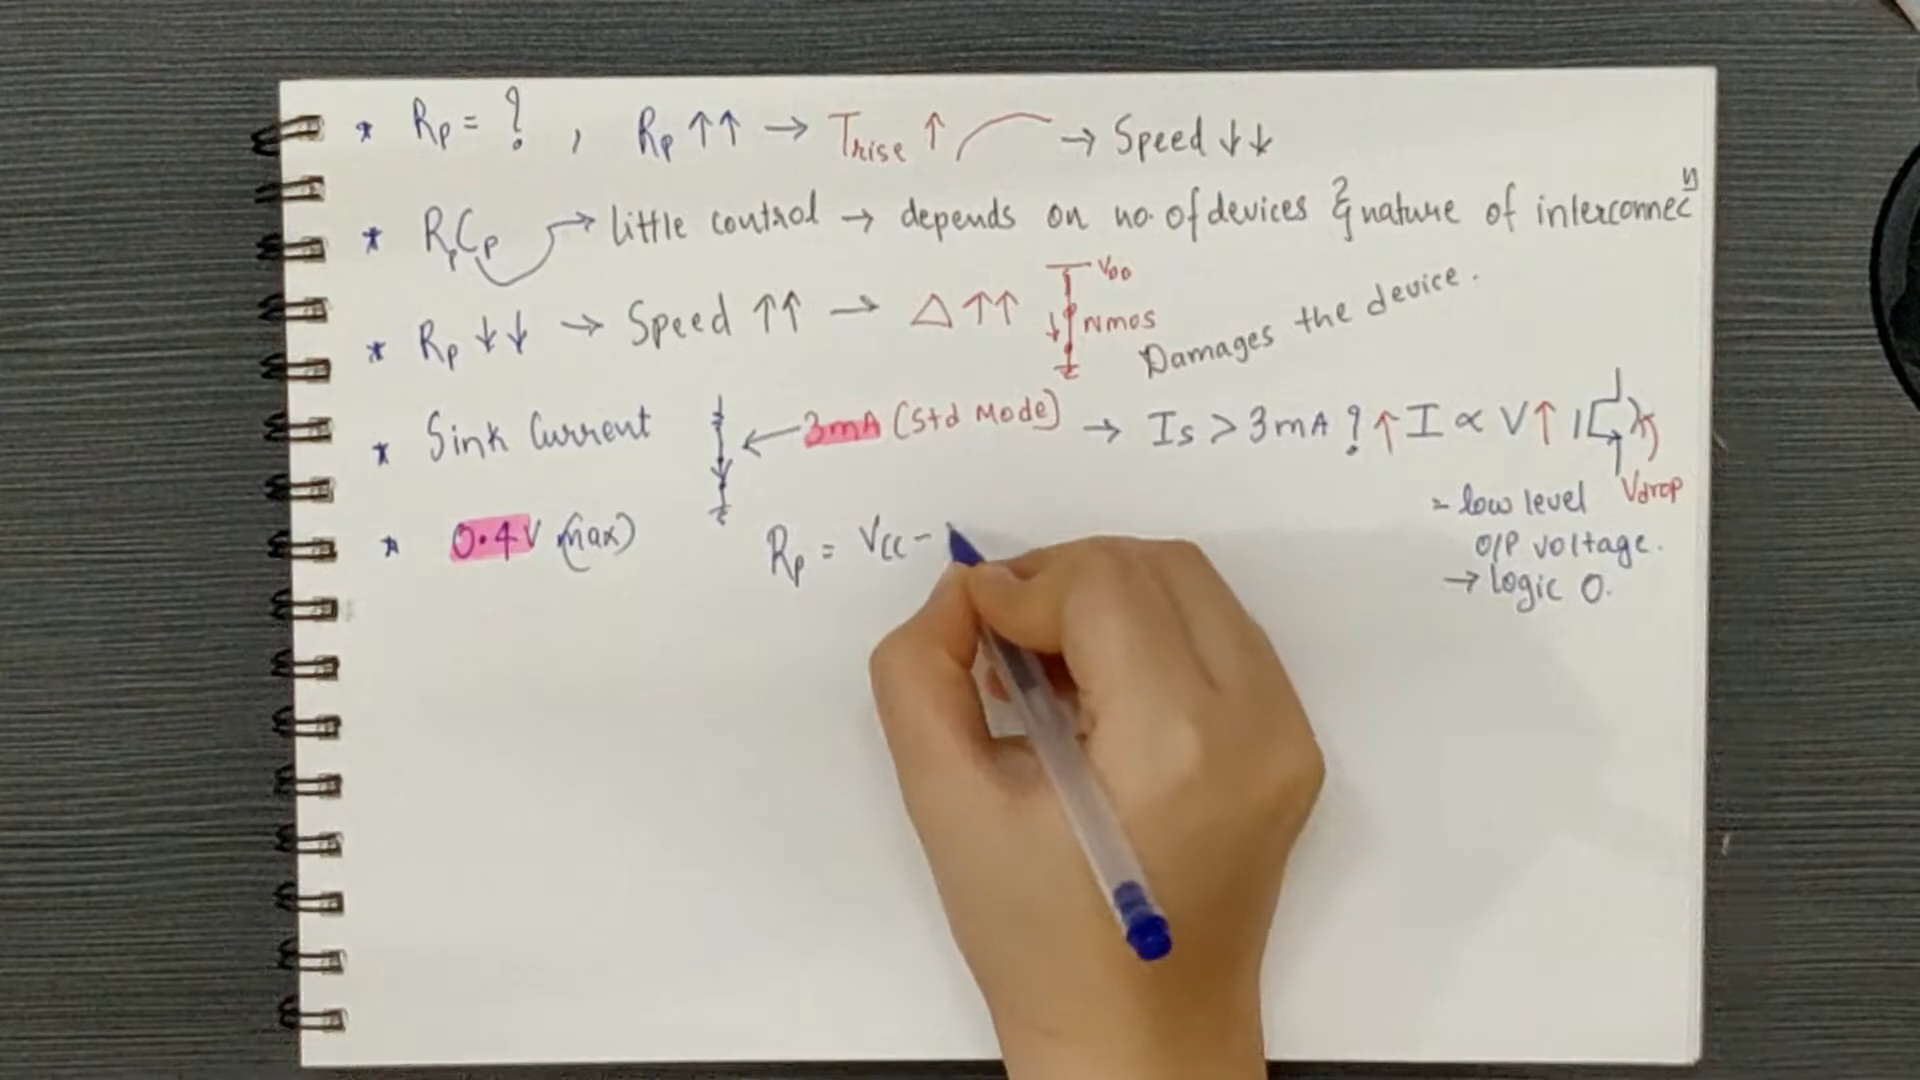 * Rp = ? , Rp ↑↑ → Trise ↑ → Speed ↓↓
* RpCp → little control → depends on no. of devices & nature of interconnecⁿ
* Rp ↓↓ → Speed ↑↑ → △ ↑↑ VDD NMOS Damages the device.
* Sink Current ← 3mA (Std Mode) → Is > 3mA ? ↑ I ∝ V ↑ Vdrop
= low level
O/P voltage.
→ logic 0.
* 0.4V (max) Rp = Vcc -